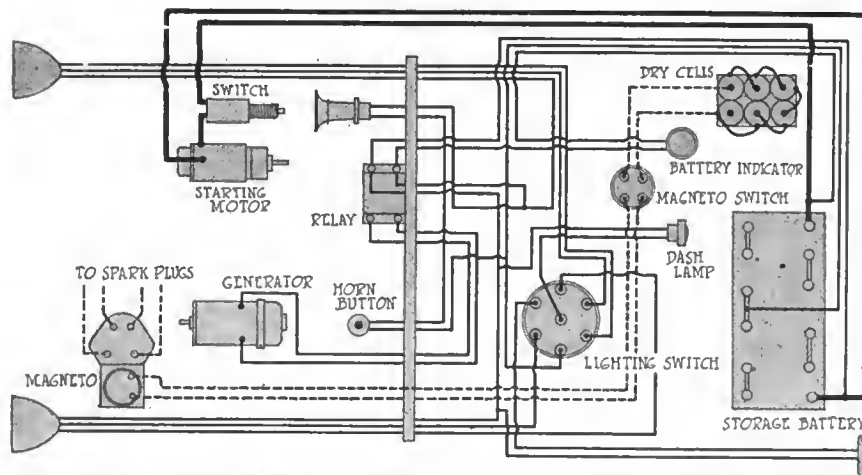 DRY CELLS
SWITCH
BATTERY INDICATOR
STARTING
MOTOR
MAGNETO SWITCH
RELAY
DASH
LAMP
TO SPARK PLUGS
GENERATOR
HORN
BUTTON
LIGHTING SWITCH
MAGNETO
STORAGE BATTERY